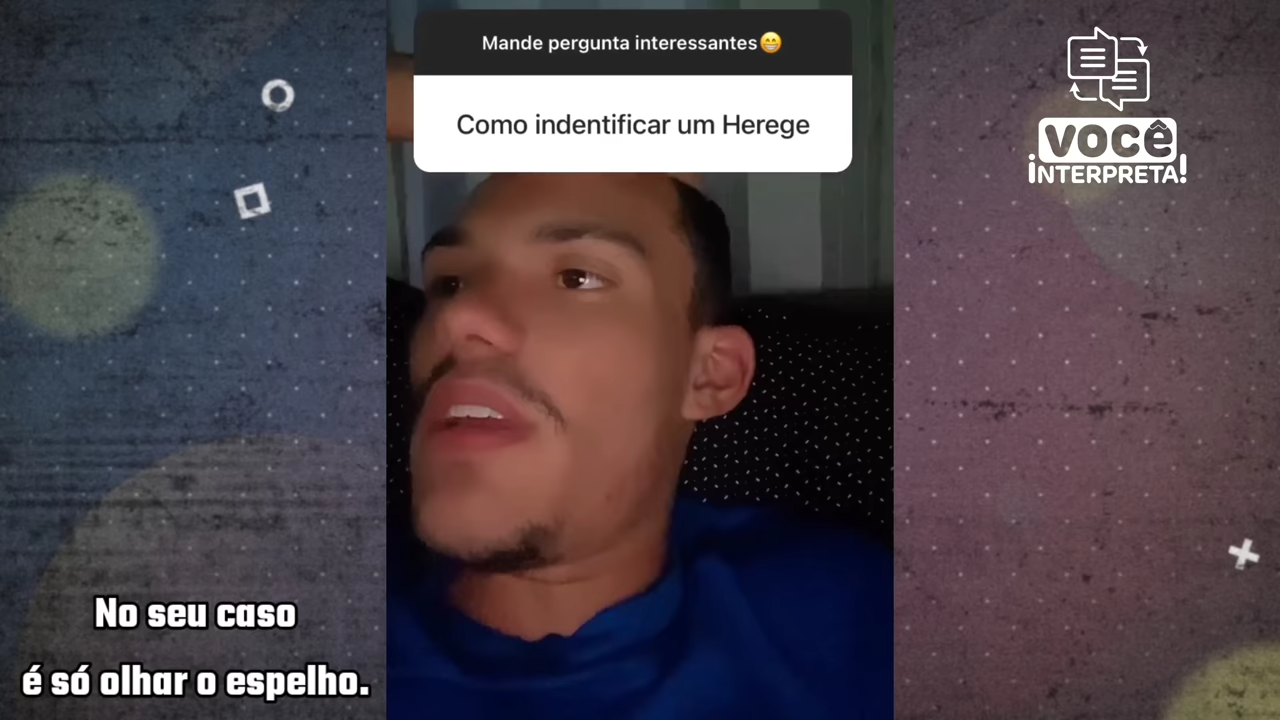 Mande pergunta interessantes😁
Como indentificar um Herege
VOCÊ
INTERPRETA!
No seu caso
é só olhar o espelho.